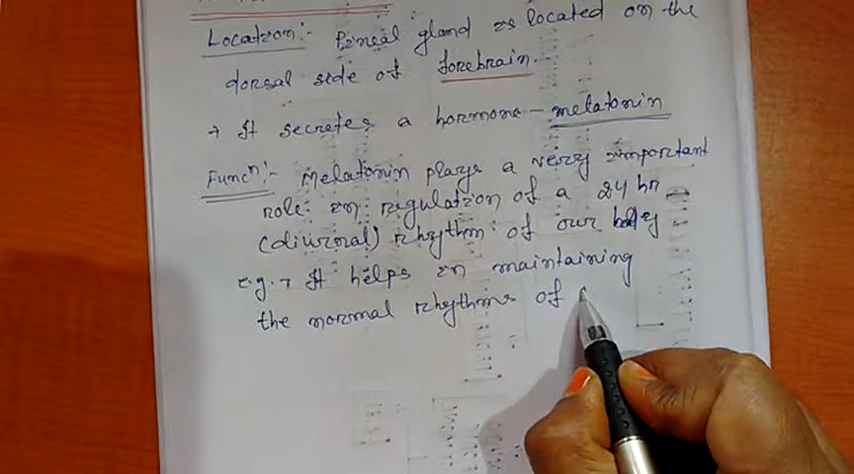 Location:- Pineal gland is located on the
dorsal side of forebrain.
→ It secretes a hormone - melatonin
Funcⁿ:- Melatonin plays a very important
role in regulation of a 24 hr
(diurnal) rhythm of our body
e.g. → It helps in maintaining
the normal rhythms of